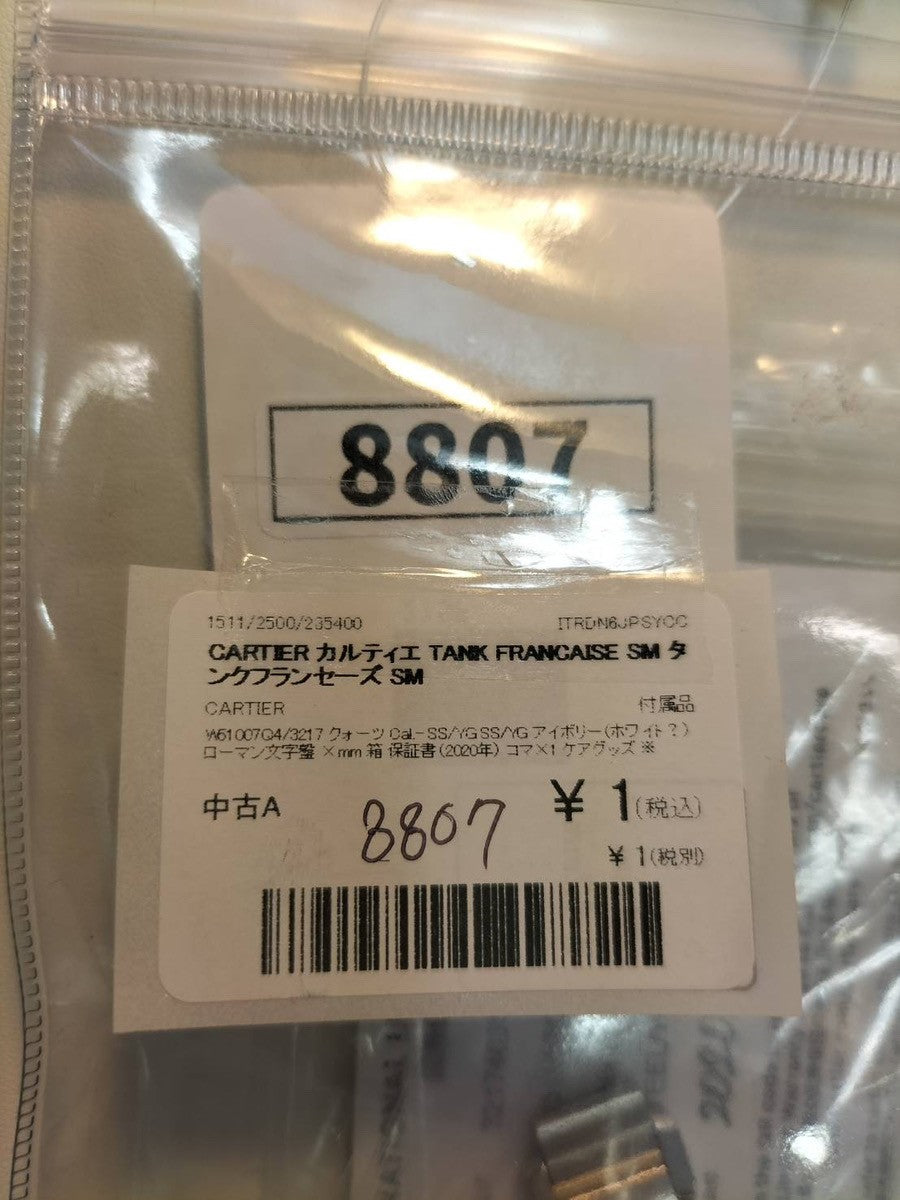 8807
1511/2500/235400 ITRDN6JPSYOC
CARTIER カルティエ TANK FRANCAISE SM タ
ンクフランセーズ SM
CARTIER 付属品
W51007Q4/3217 クォーツ Cal.- SS/YG SS/YG アイボリー(ホワイト?)
ローマン文字盤 ×mm 箱 保証書(2020年) コマ×1 ケアグッズ ※
中古A 8807 ¥ 1(税込)
¥ 1(税別)